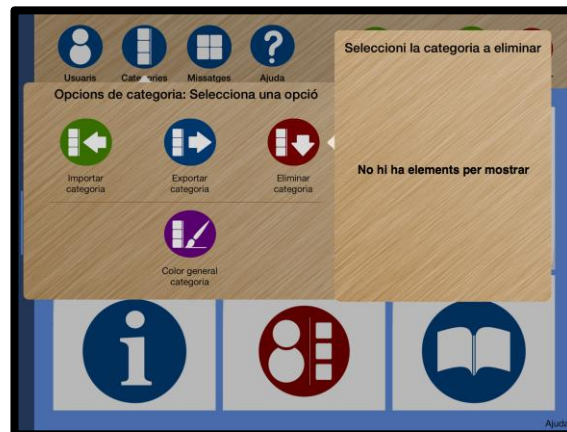 Usuaris
Categories
Missatges
Ajuda
Seleccioni la categoria a eliminar
Opcions de categoria: Selecciona una opció
Importar
categoria
Exportar
categoria
Eliminar
categoria
No hi ha elements per mostrar
Color general
categoria
Ajuda